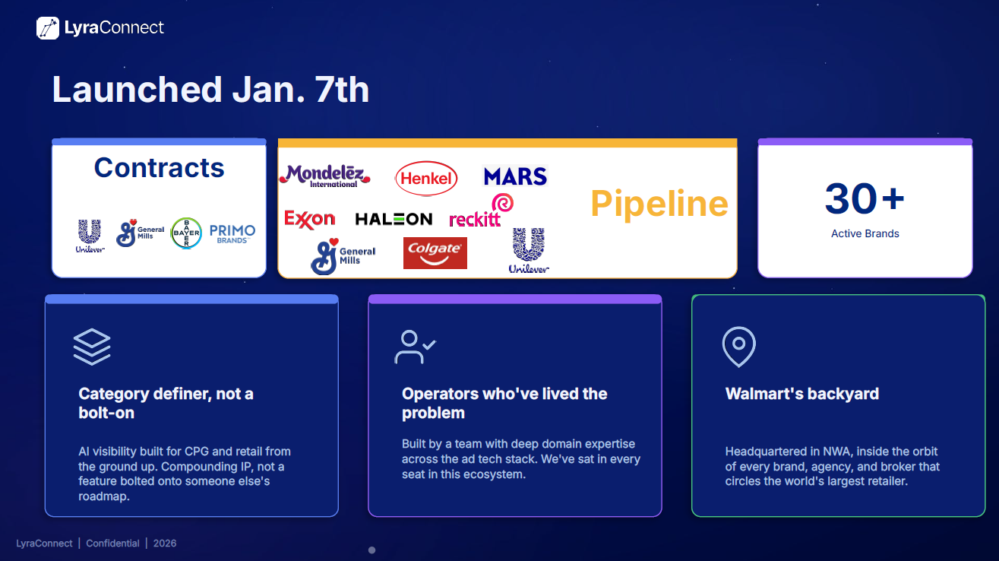 LyraConnect
Launched Jan. 7th
Contracts
Unilever
General
Mills
BAYER
BAYER
PRIMO
BRANDS
Mondelēz
International
Henkel
MARS
Exxon
HALEON
reckitt
General
Mills
Colgate
Unilever
Pipeline
30+
Active Brands
Category definer, not a
bolt-on
AI visibility built for CPG and retail from
the ground up. Compounding IP, not a
feature bolted onto someone else's
roadmap.
Operators who've lived the
problem
Built by a team with deep domain expertise
across the ad tech stack. We've sat in every
seat in this ecosystem.
Walmart's backyard
Headquartered in NWA, inside the orbit
of every brand, agency, and broker that
circles the world's largest retailer.
LyraConnect | Confidential | 2026